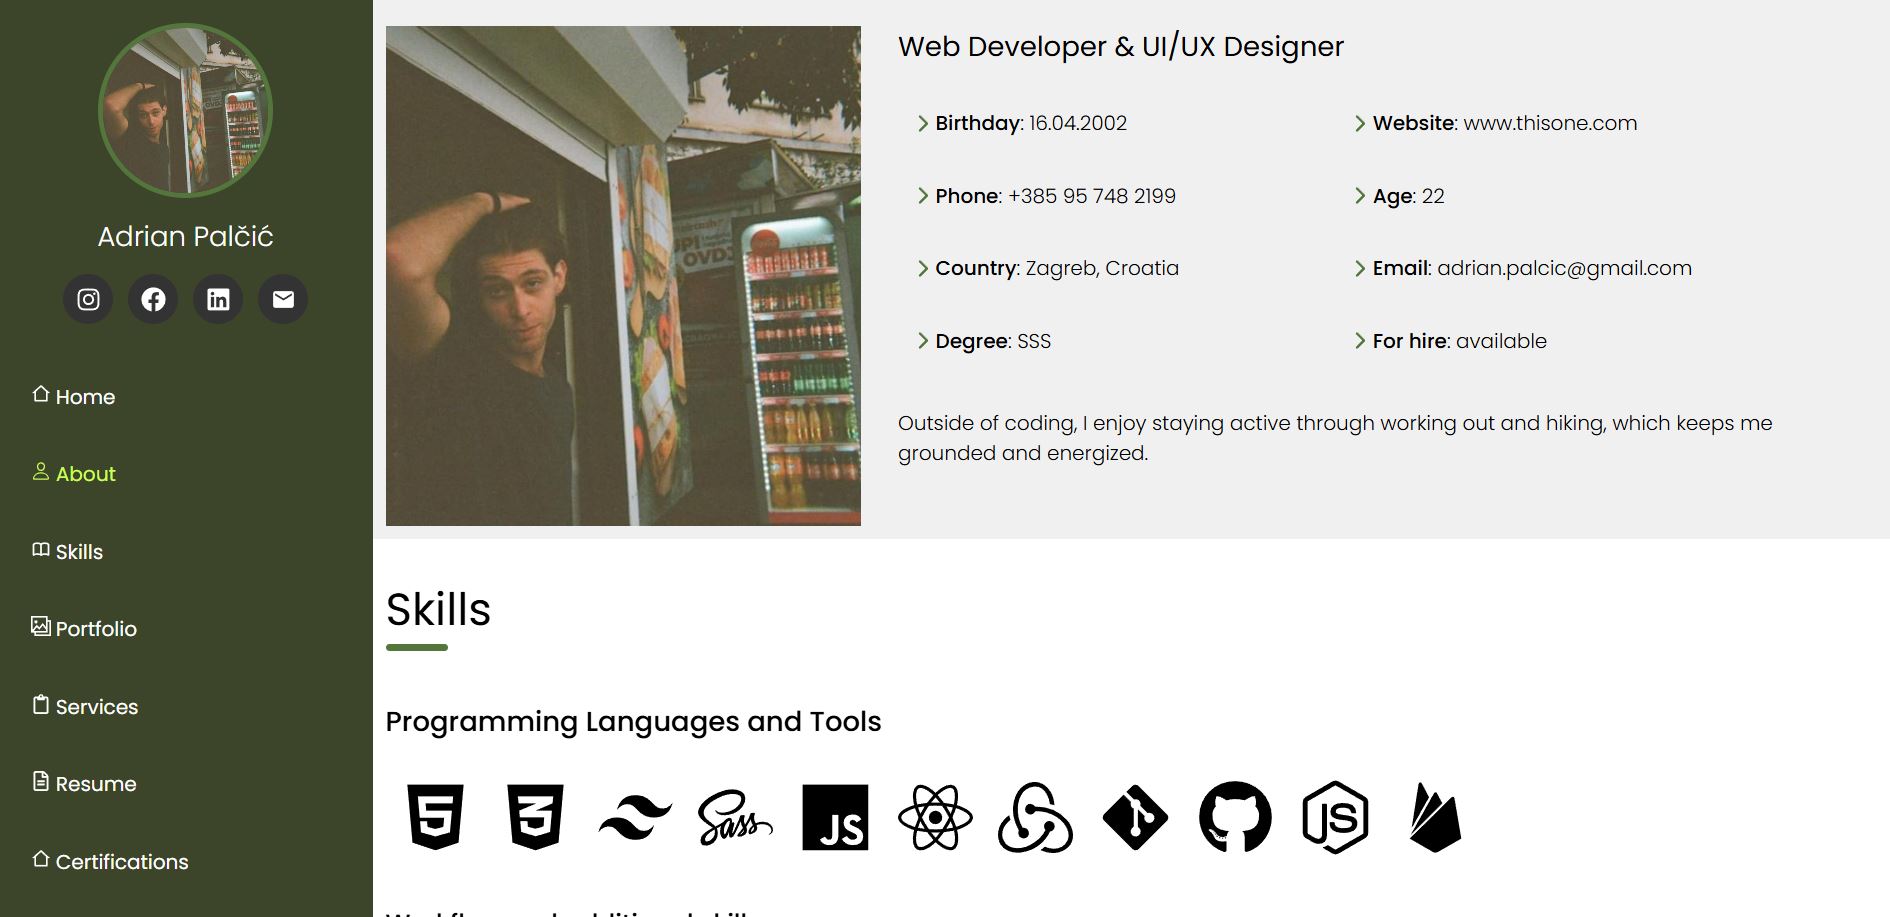 Adrian Palčić
Home
About
Skills
Portfolio
Services
Resume
Certifications
Web Developer & UI/UX Designer
Birthday: 16.04.2002
Website: www.thisone.com
Phone: +385 95 748 2199
Age: 22
Country: Zagreb, Croatia
Email: adrian.palcic@gmail.com
Degree: SSS
For hire: available
Outside of coding, I enjoy staying active through working out and hiking, which keeps me
grounded and energized.
OVDJ
Skills
Programming Languages and Tools
Sass
JS
JS